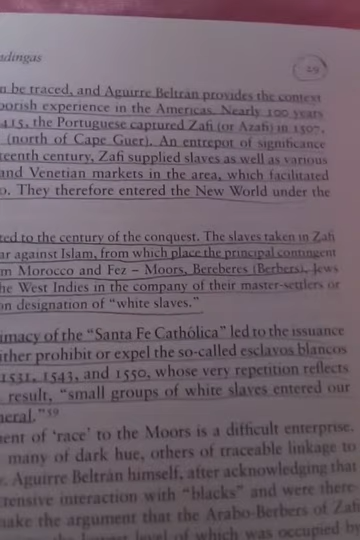 ndingas
29
n be traced, and Aguirre Beltrán provides the context
oorish experience in the Americas. Nearly 100 years
415, the Portuguese captured Zafi (or Azafi) in 1507,
(north of Cape Guer). An entrepot of significance
teenth century, Zafi supplied slaves as well as various
and Venetian markets in the area, which facilitated
o. They therefore entered the New World under the
ted to the century of the conquest. The slaves taken in Zafi
ar against Islam, from which place the principal contingent
m Morocco and Fez – Moors, Bereberes (Berbers), Jews
he West Indies in the company of their master-settlers or
on designation of “white slaves.”
imacy of the “Santa Fe Cathólica” led to the issuance
ither prohibit or expel the so-called esclavos blancos
1531, 1543, and 1550, whose very repetition reflects
result, “small groups of white slaves entered our
neral.”59
ent of ‘race’ to the Moors is a difficult enterprise.
many of dark hue, others of traceable linkage to
Aguirre Beltrán himself, after acknowledging that
tensive interaction with “blacks” and were there
make the argument that the Arabo-Berbers of Zafi
lowest level of which was occupied by